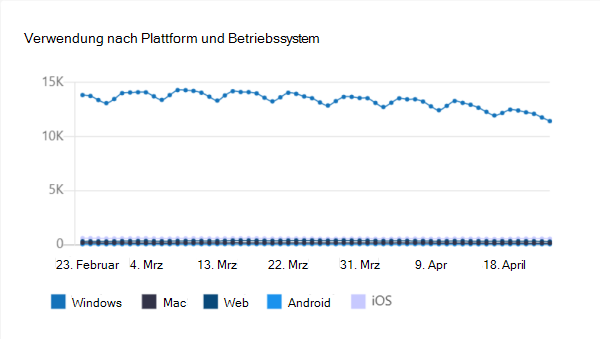 Verwendung nach Plattform und Betriebssystem
15K
10K
5K
0
23. Februar 4. Mrz 13. Mrz 22. Mrz 31. Mrz 9. Apr 18. April
Windows Mac Web Android iOS